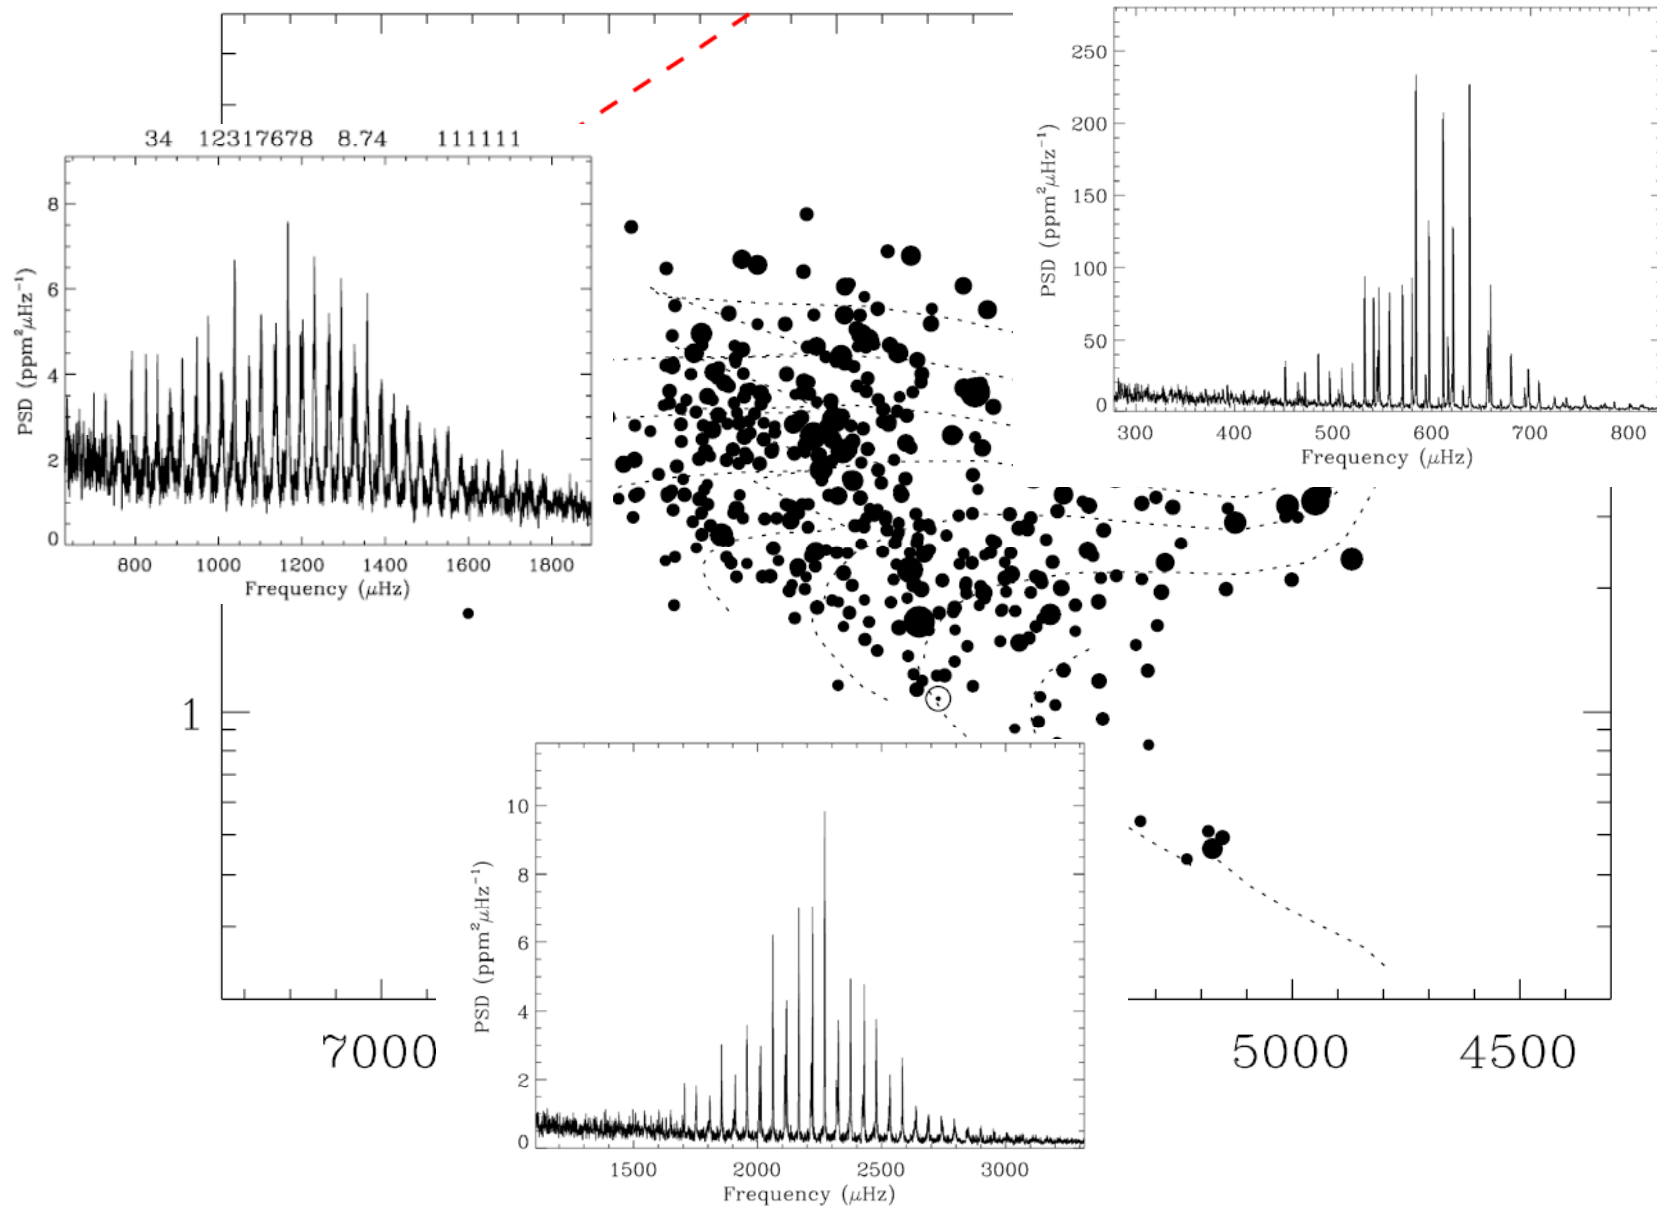 34 12317678 8.74 111111
8
6
4
2
0
PSD (ppm²μHz⁻¹)
800 1000 1200 1400 1600 1800
Frequency (μHz)
250
200
150
100
50
0
PSD (ppm²μHz⁻¹)
300 400 500 600 700 800
Frequency (μHz)
1
10
8
6
4
2
0
PSD (ppm²μHz⁻¹)
1500 2000 2500 3000
Frequency (μHz)
7000 5000 4500